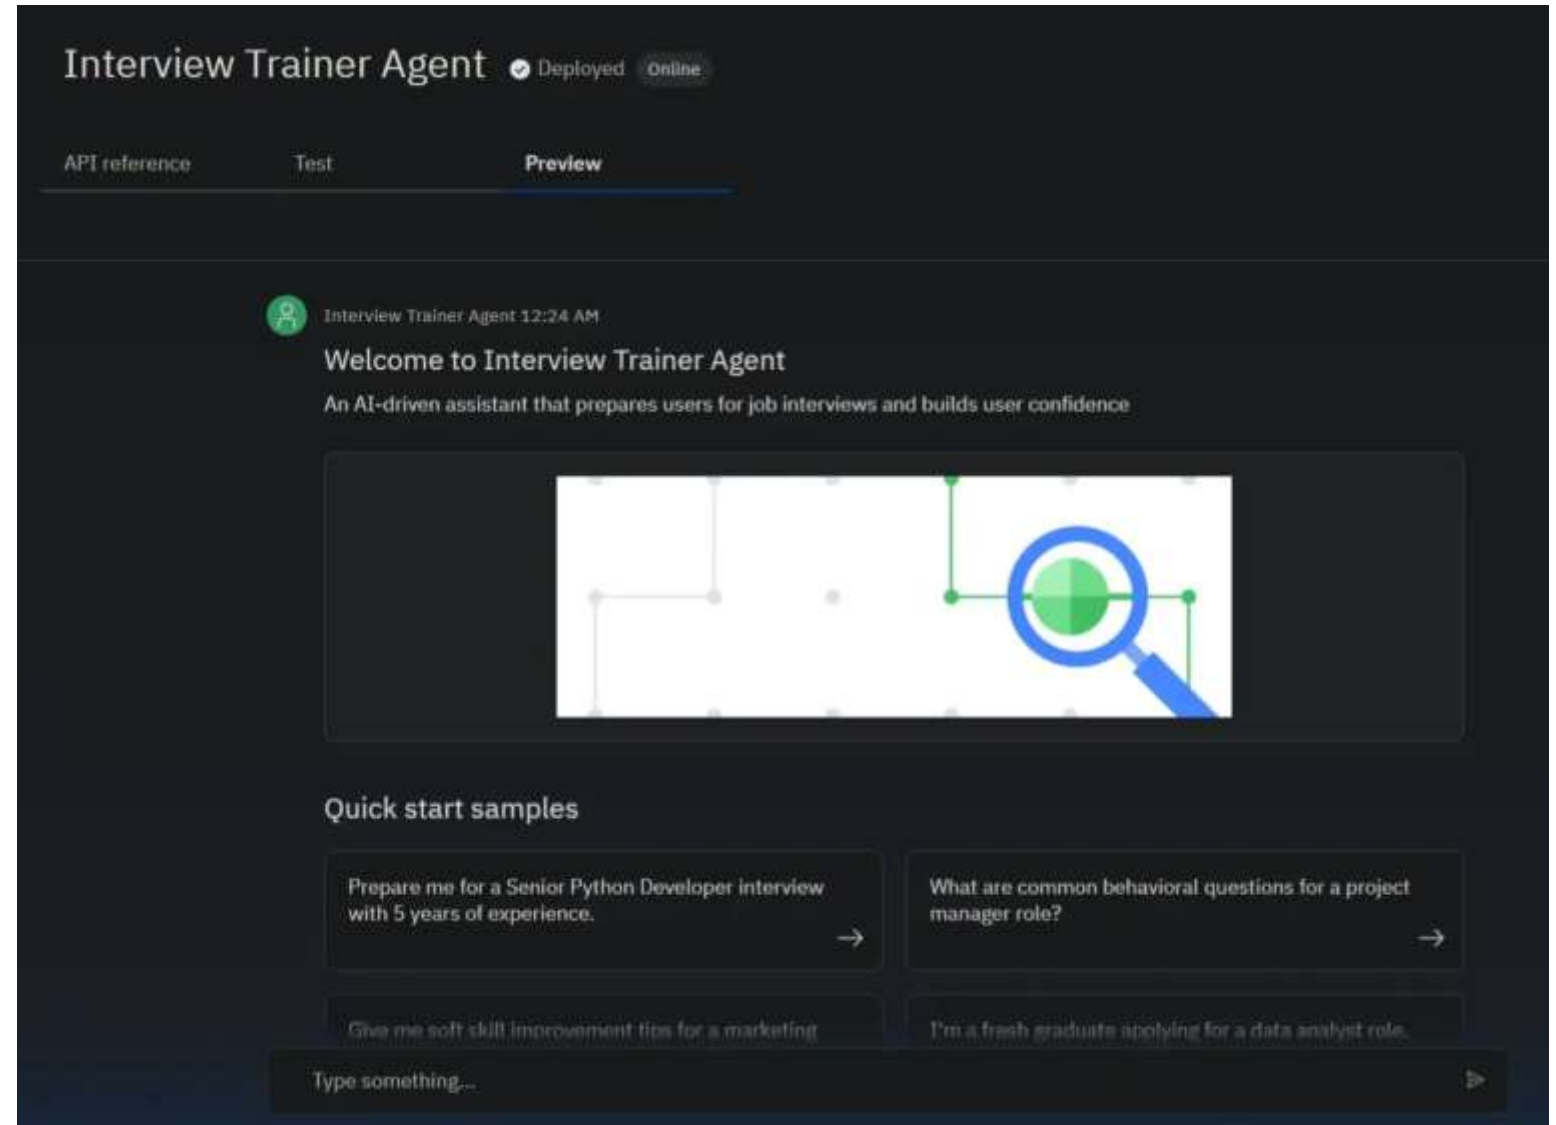 Interview Trainer Agent Deployed Online
API reference Test Preview
Interview Trainer Agent 12:24 AM
Welcome to Interview Trainer Agent
An AI-driven assistant that prepares users for job interviews and builds user confidence
Quick start samples
Prepare me for a Senior Python Developer interview
with 5 years of experience.
What are common behavioral questions for a project
manager role?
Give me soft skill improvement tips for a marketing
I'm a fresh graduate applying for a data analyst role.
Type something...